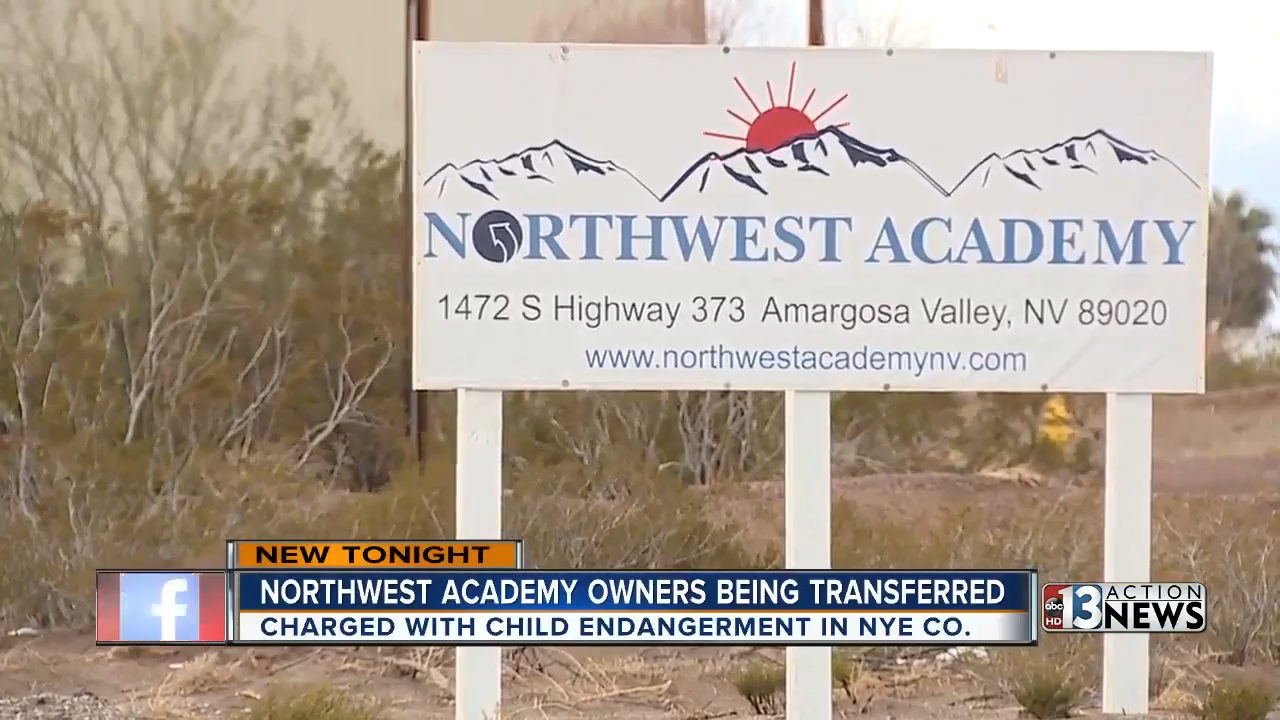 NORTHWEST ACADEMY
1472 S Highway 373 Amargosa Valley, NV 89020
www.northwestacademynv.com
NEW TONIGHT
f
NORTHWEST ACADEMY OWNERS BEING TRANSFERRED
CHARGED WITH CHILD ENDANGERMENT IN NYE CO.
abc HD 13 ACTION NEWS